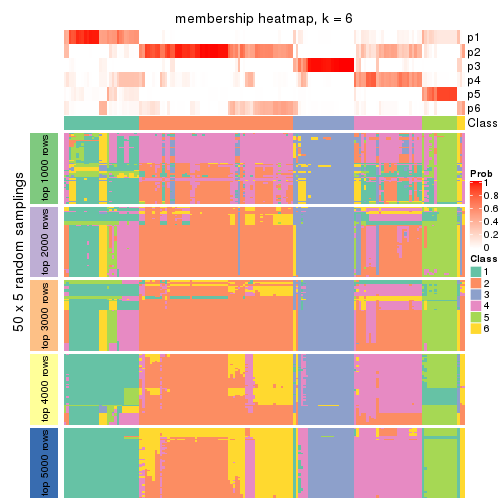 membership heatmap, k = 6
p1
p2
p3
p4
p5
p6
Class
50 x 5 random samplings
top 1000 rows
top 2000 rows
top 3000 rows
top 4000 rows
top 5000 rows
Prob
1
0.8
0.6
0.4
0.2
0
Class
1
2
3
4
5
6